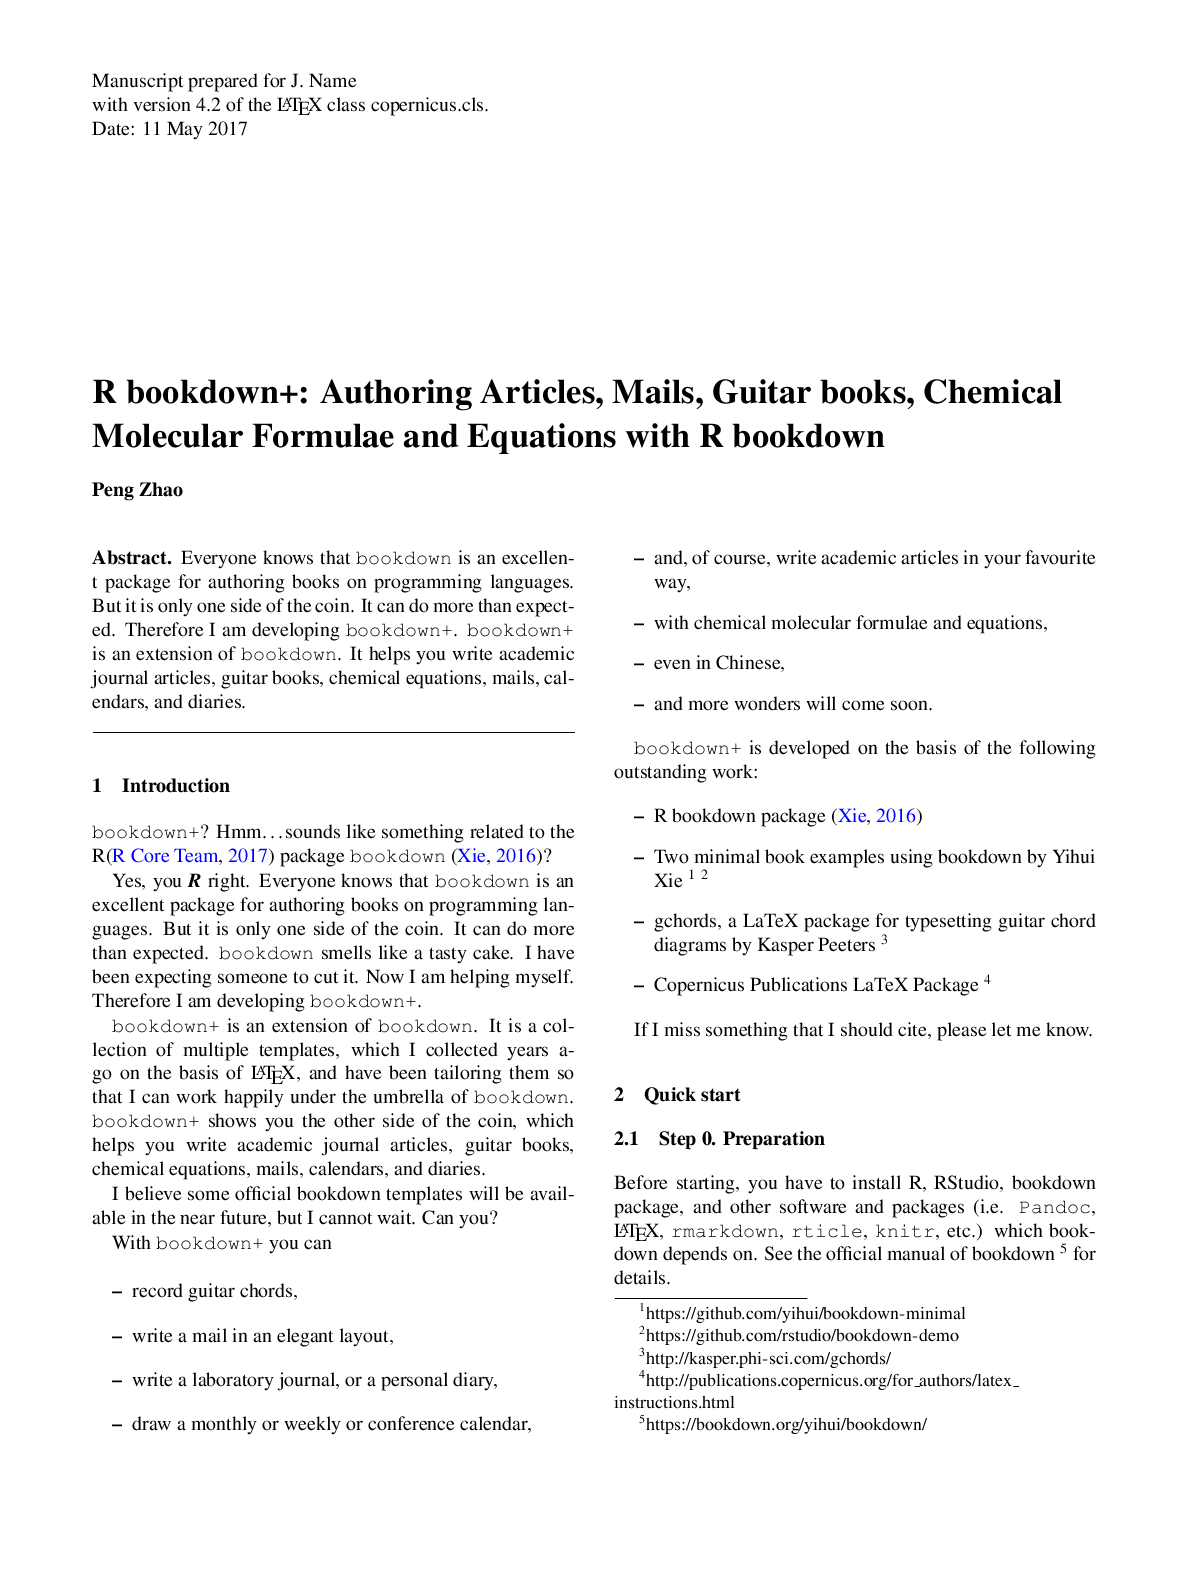 Manuscript prepared for J. Name
with version 4.2 of the LATEX class copernicus.cls.
Date: 11 May 2017
R bookdown+: Authoring Articles, Mails, Guitar books, Chemical
Molecular Formulae and Equations with R bookdown
Peng Zhao
Abstract. Everyone knows that bookdown is an excellen-
t package for authoring books on programming languages.
But it is only one side of the coin. It can do more than expect-
ed. Therefore I am developing bookdown+. bookdown+
is an extension of bookdown. It helps you write academic
journal articles, guitar books, chemical equations, mails, cal-
endars, and diaries.
1 Introduction
bookdown+? Hmm...sounds like something related to the
R(R Core Team, 2017) package bookdown (Xie, 2016)?
Yes, you R right. Everyone knows that bookdown is an
excellent package for authoring books on programming lan-
guages. But it is only one side of the coin. It can do more
than expected. bookdown smells like a tasty cake. I have
been expecting someone to cut it. Now I am helping myself.
Therefore I am developing bookdown+.
bookdown+ is an extension of bookdown. It is a col-
lection of multiple templates, which I collected years a-
go on the basis of LATEX, and have been tailoring them so
that I can work happily under the umbrella of bookdown.
bookdown+ shows you the other side of the coin, which
helps you write academic journal articles, guitar books,
chemical equations, mails, calendars, and diaries.
I believe some official bookdown templates will be avail-
able in the near future, but I cannot wait. Can you?
With bookdown+ you can
– record guitar chords,
– write a mail in an elegant layout,
– write a laboratory journal, or a personal diary,
– draw a monthly or weekly or conference calendar,
– and, of course, write academic articles in your favourite
way,
– with chemical molecular formulae and equations,
– even in Chinese,
– and more wonders will come soon.
bookdown+ is developed on the basis of the following
outstanding work:
– R bookdown package (Xie, 2016)
– Two minimal book examples using bookdown by Yihui
Xie 1 2
– gchords, a LaTeX package for typesetting guitar chord
diagrams by Kasper Peeters 3
– Copernicus Publications LaTeX Package 4
If I miss something that I should cite, please let me know.
2 Quick start
2.1 Step 0. Preparation
Before starting, you have to install R, RStudio, bookdown
package, and other software and packages (i.e. Pandoc,
LATEX, rmarkdown, rticle, knitr, etc.) which book-
down depends on. See the official manual of bookdown 5 for
details.
1https://github.com/yihui/bookdown-minimal
2https://github.com/rstudio/bookdown-demo
3http://kasper.phi-sci.com/gchords/
4http://publications.copernicus.org/for_authors/latex_
instructions.html
5https://bookdown.org/yihui/bookdown/